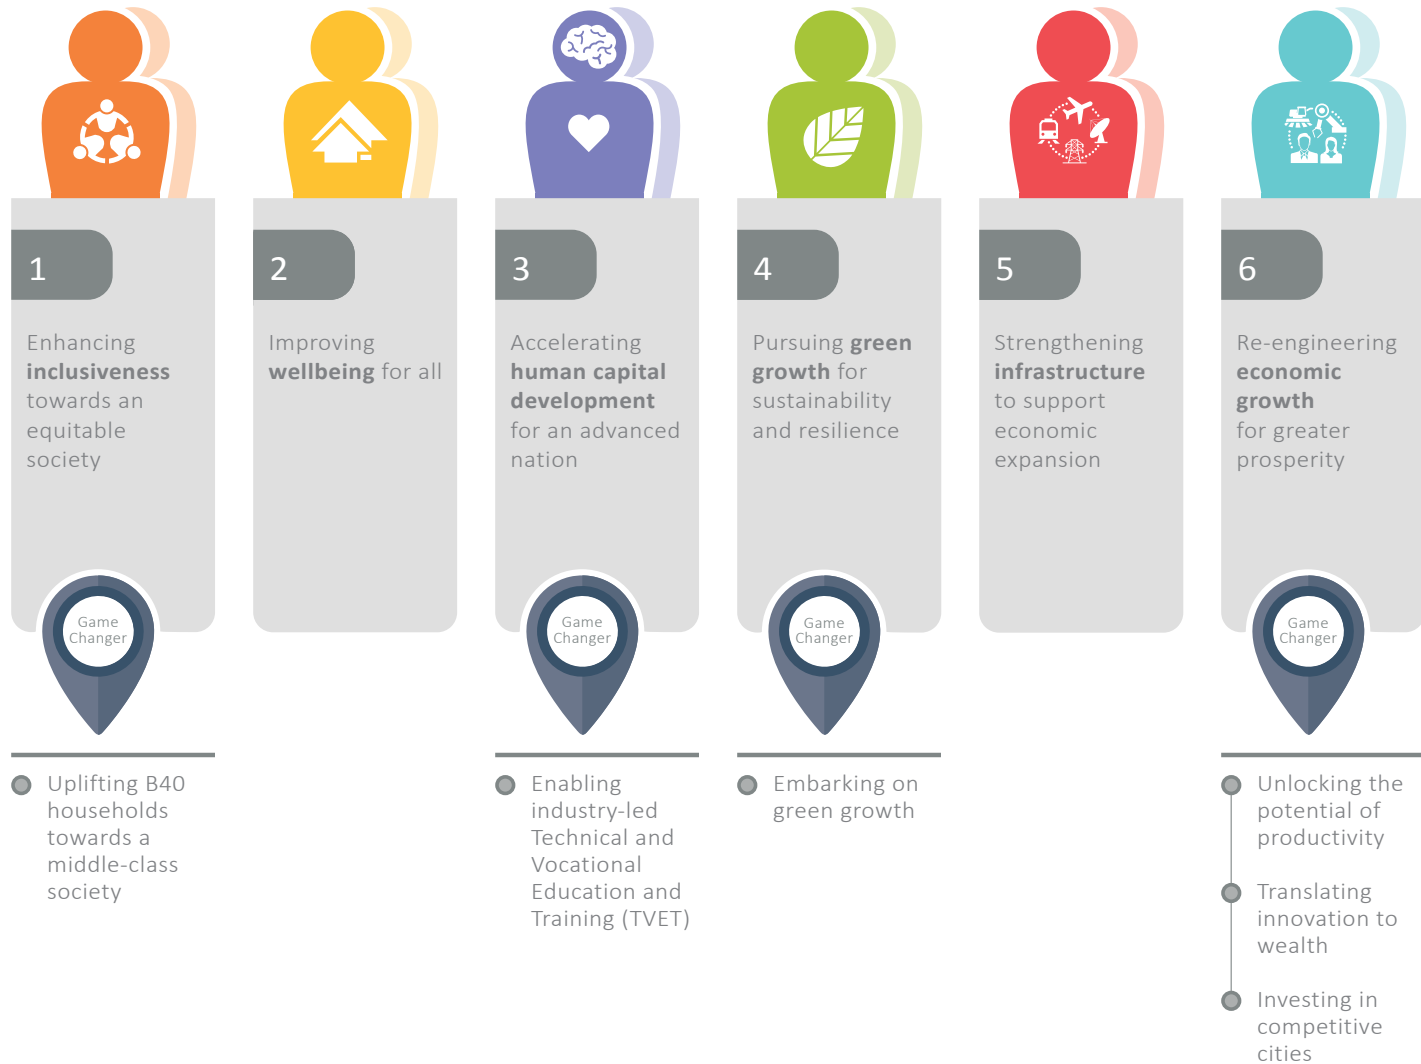 1
Enhancing
inclusiveness
towards an
equitable
society
2
Improving
wellbeing for all
3
Accelerating
human capital
development
for an advanced
nation
4
Pursuing green
growth for
sustainability
and resilience
5
Strengthening
infrastructure
to support
economic
expansion
6
Re-engineering
economic
growth
for greater
prosperity
Game
Changer
Game
Changer
Game
Changer
Game
Changer
Uplifting B40
households
towards a
middle-class
society
Enabling
industry-led
Technical and
Vocational
Education and
Training (TVET)
Embarking on
green growth
Unlocking the
potential of
productivity
Translating
innovation to
wealth
Investing in
competitive
cities